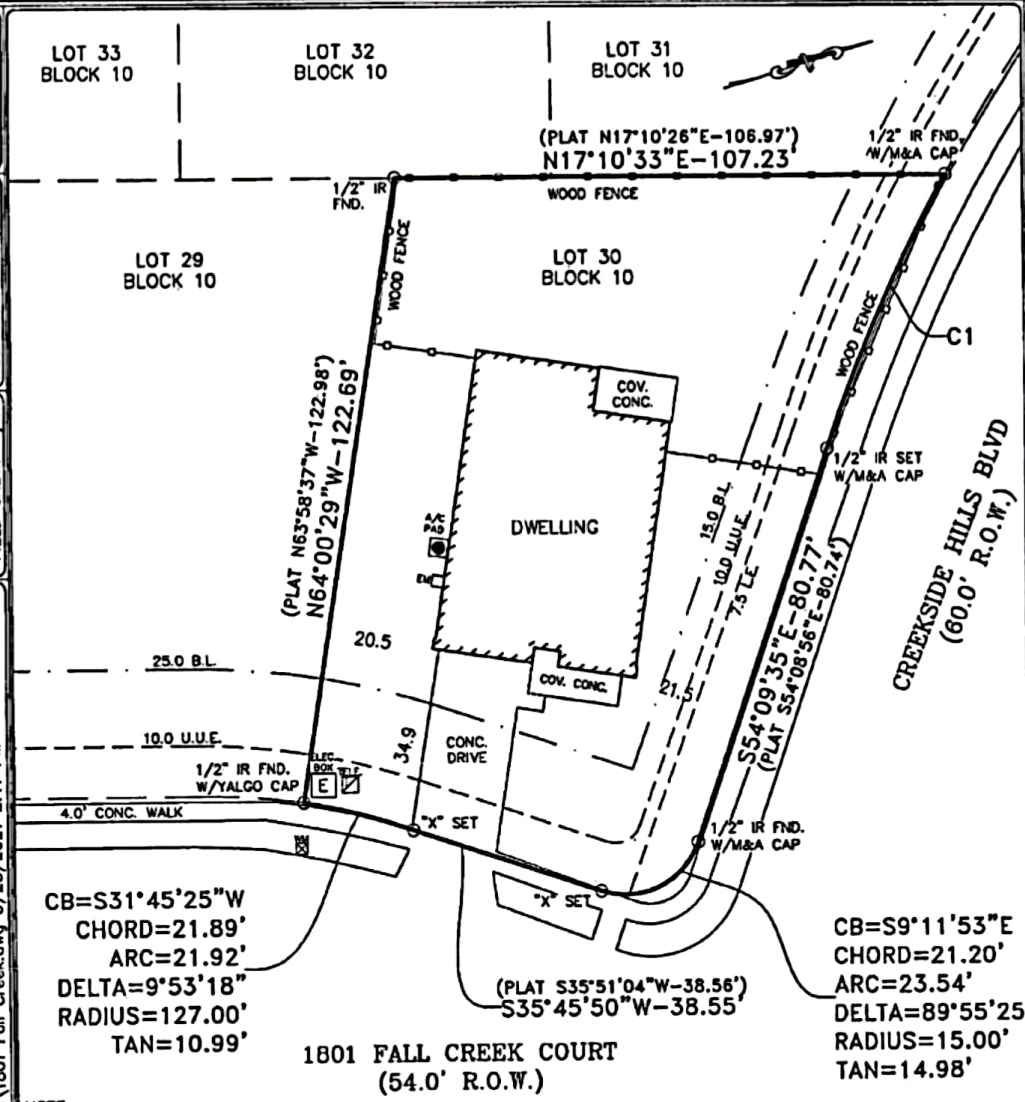 LOT 33
BLOCK 10
LOT 32
BLOCK 10
LOT 31
BLOCK 10
N
(PLAT N17°10'26"E-106.97')
N17°10'33"E-107.23'
1/2" IR FND.
W/M&A CAP
1/2" IR
FND.
WOOD FENCE
LOT 29
BLOCK 10
WOOD FENCE
LOT 30
BLOCK 10
WOOD FENCE
C1
COV.
CONC.
(PLAT N63°58'37"W-122.98')
N64°00'29"W-122.69'
1/2" IR SET
W/M&A CAP
CREEKSIDE HILLS BLVD
(60.0' R.O.W.)
15.0 B.L.
10.0 U.U.E.
7.5 L.E.
A/C
PAD
DWELLING
EM
S54°09'35"E-80.77'
(PLAT S54°08'56"E-80.74')
20.5
25.0 B.L.
COV. CONC.
21.5
10.0 U.U.E.
34.9
CONC.
DRIVE
1/2" IR FND.
W/YALGO CAP
ELEC.
BOX
E
TELE
4.0' CONC. WALK
"X" SET
1/2" IR FND.
W/M&A CAP
"X" SET
CB=S31°45'25"W
CHORD=21.89'
ARC=21.92'
DELTA=9°53'18"
RADIUS=127.00'
TAN=10.99'
(PLAT S35°51'04"W-38.56')
S35°45'50"W-38.55'
CB=S9°11'53"E
CHORD=21.20'
ARC=23.54'
DELTA=89°55'25
RADIUS=15.00'
TAN=14.98'
1801 FALL CREEK COURT
(54.0' R.O.W.)